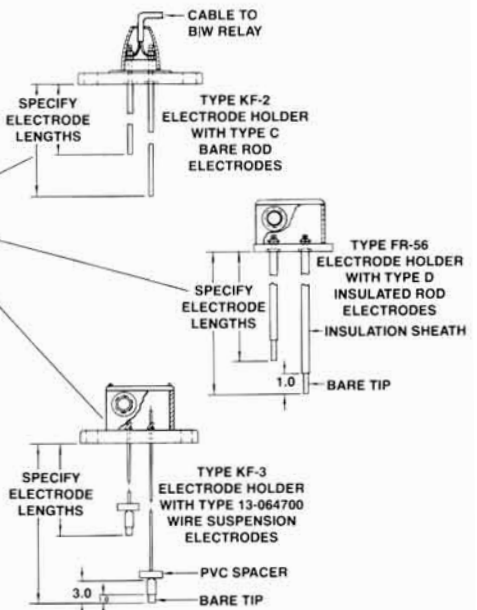 CABLE TO
B|W RELAY
SPECIFY
ELECTRODE
LENGTHS
TYPE KF-2
ELECTRODE HOLDER
WITH TYPE C
BARE ROD
ELECTRODES
TYPE FR-56
ELECTRODE HOLDER
WITH TYPE D
INSULATED ROD
ELECTRODES
SPECIFY
ELECTRODE
LENGTHS
INSULATION SHEATH
1.0
BARE TIP
SPECIFY
ELECTRODE
LENGTHS
TYPE KF-3
ELECTRODE HOLDER
WITH TYPE 13-064700
WIRE SUSPENSION
ELECTRODES
PVC SPACER
3.0
BARE TIP